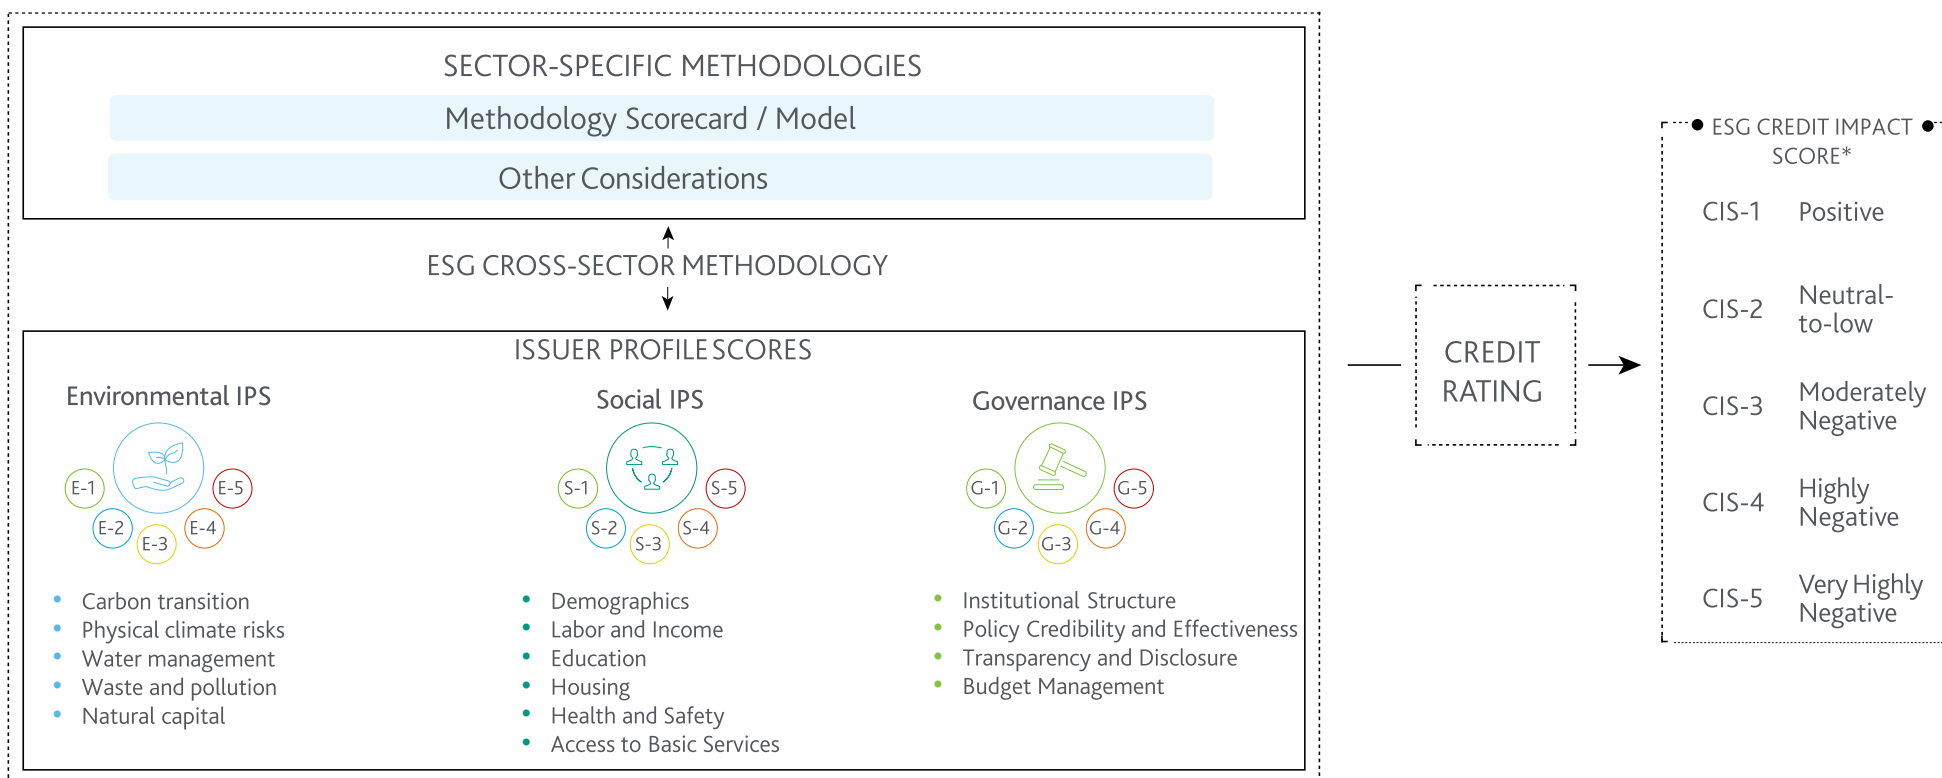 SECTOR-SPECIFIC METHODOLOGIES
Methodology Scorecard / Model
Other Considerations
ESG CROSS-SECTOR METHODOLOGY
ISSUER PROFILE SCORES
Environmental IPS
E-1
E-2
E-3
E-4
E-5
• Carbon transition
• Physical climate risks
• Water management
• Waste and pollution
• Natural capital
Social IPS
S-1
S-2
S-3
S-4
S-5
• Demographics
• Labor and Income
• Education
• Housing
• Health and Safety
• Access to Basic Services
Governance IPS
G-1
G-2
G-3
G-4
G-5
• Institutional Structure
• Policy Credibility and Effectiveness
• Transparency and Disclosure
• Budget Management
CREDIT
RATING
ESG CREDIT IMPACT
SCORE*
CIS-1 Positive
CIS-2 Neutral-
to-low
CIS-3 Moderately
Negative
CIS-4 Highly
Negative
CIS-5 Very Highly
Negative